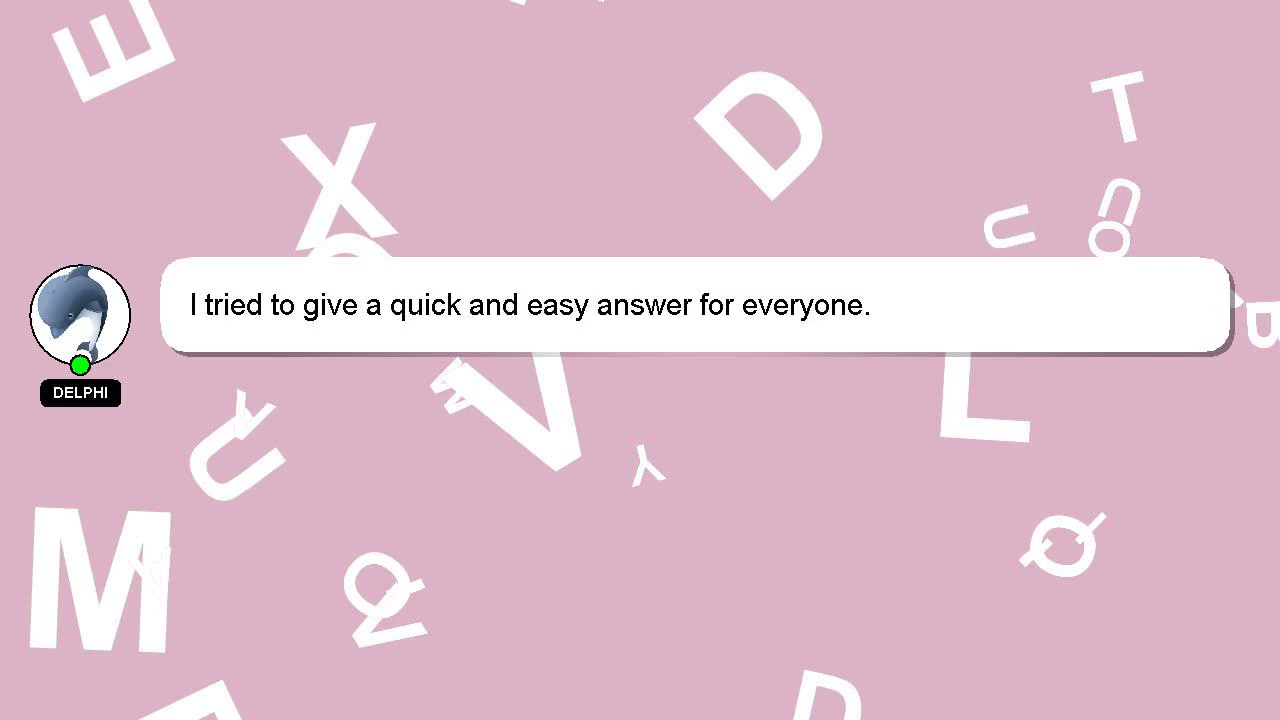 E
X
D
T
U
U
O
I tried to give a quick and easy answer for everyone.
DELPHI
V
L
Y
U
Y
M
Q
Z
D